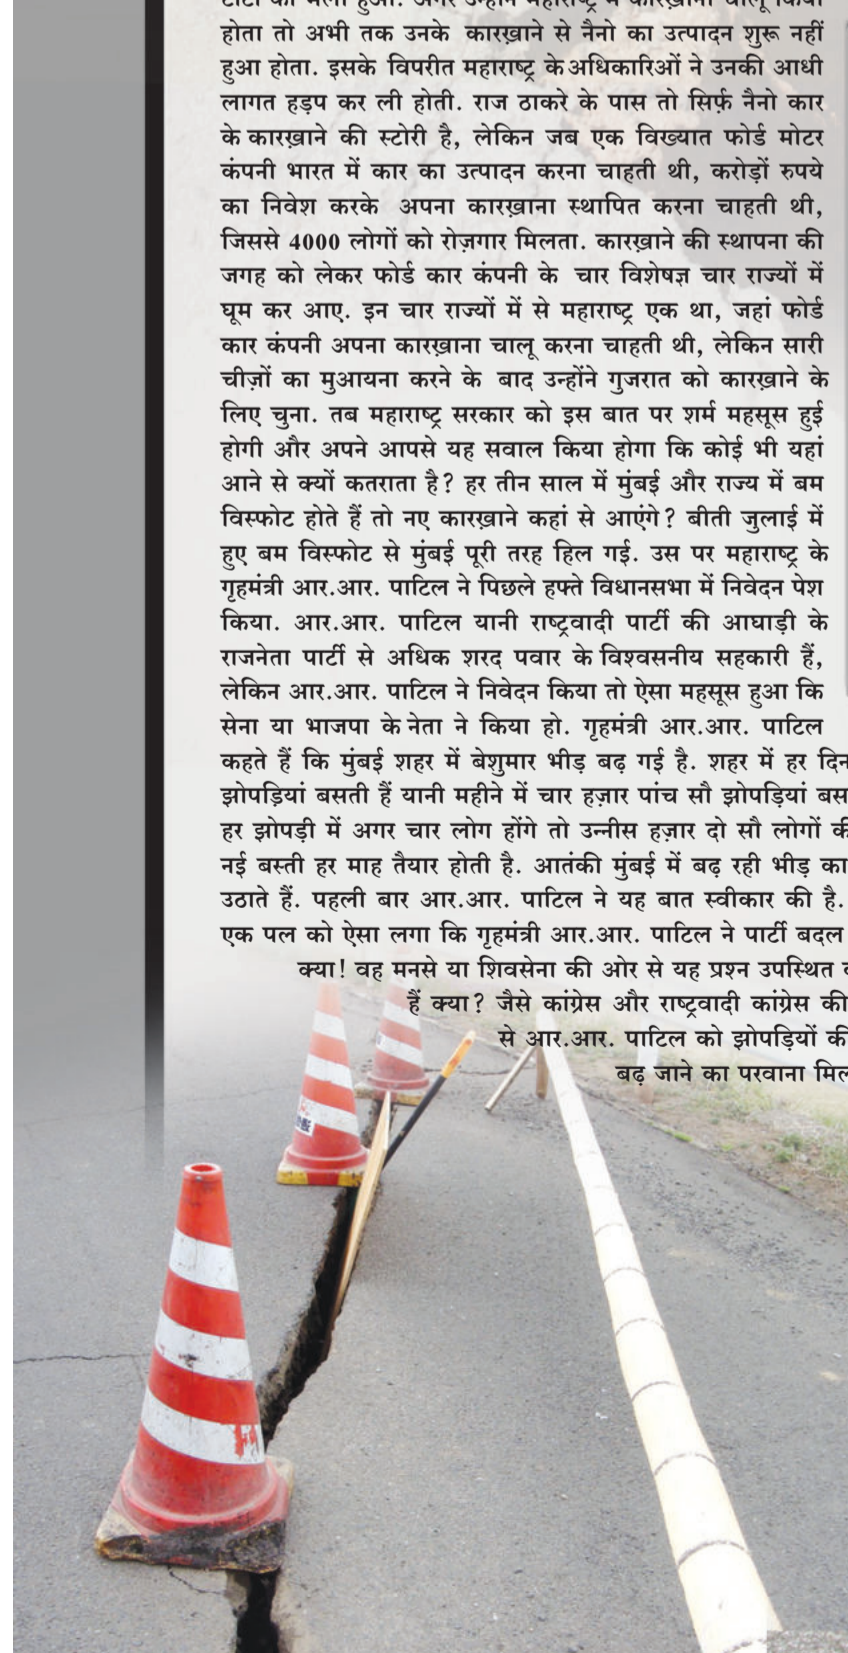 होता तो अभी तक उनके कारख़ाने से नैनो का उत्पादन शुरू नहीं
हुआ होता. इसके विपरीत महाराष्ट्र के अधिकारिओं ने उनकी आधी
लागत हड़प कर ली होती. राज ठाकरे के पास तो सिर्फ़ नैनो कार
के कारख़ाने की स्टोरी है, लेकिन जब एक विख्यात फोर्ड मोटर
कंपनी भारत में कार का उत्पादन करना चाहती थी, करोड़ों रुपये
का निवेश करके अपना कारख़ाना स्थापित करना चाहती थी,
जिससे 4000 लोगों को रोज़गार मिलता. कारख़ाने की स्थापना की
जगह को लेकर फोर्ड कार कंपनी के चार विशेषज्ञ चार राज्यों में
घूम कर आए. इन चार राज्यों में से महाराष्ट्र एक था, जहां फोर्ड
कार कंपनी अपना कारख़ाना चालू करना चाहती थी, लेकिन सारी
चीज़ों का मुआयना करने के बाद उन्होंने गुजरात को कारख़ाने के
लिए चुना. तब महाराष्ट्र सरकार को इस बात पर शर्म महसूस हुई
होगी और अपने आपसे यह सवाल किया होगा कि कोई भी यहां
आने से क्यों कतराता है? हर तीन साल में मुंबई और राज्य में बम
विस्फोट होते हैं तो नए कारख़ाने कहां से आएंगे? बीती जुलाई में
हुए बम विस्फोट से मुंबई पूरी तरह हिल गई. उस पर महाराष्ट्र के
गृहमंत्री आर.आर. पाटिल ने पिछले हफ्ते विधानसभा में निवेदन पेश
किया. आर.आर. पाटिल यानी राष्ट्रवादी पार्टी की आघाड़ी के
राजनेता पार्टी से अधिक शरद पवार के विश्वसनीय सहकारी हैं,
लेकिन आर.आर. पाटिल ने निवेदन किया तो ऐसा महसूस हुआ कि
सेना या भाजपा के नेता ने किया हो. गृहमंत्री आर.आर. पाटिल
कहते हैं कि मुंबई शहर में बेशुमार भीड़ बढ़ गई है. शहर में हर दिन
झोपड़ियां बसती हैं यानी महीने में चार हज़ार पांच सौ झोपड़ियां बस
हर झोपड़ी में अगर चार लोग होंगे तो उन्नीस हज़ार दो सौ लोगों की
नई बस्ती हर माह तैयार होती है. आतंकी मुंबई में बढ़ रही भीड़ का
उठाते हैं. पहली बार आर.आर. पाटिल ने यह बात स्वीकार की है.
एक पल को ऐसा लगा कि गृहमंत्री आर.आर. पाटिल ने पार्टी बदल
क्या! वह मनसे या शिवसेना की ओर से यह प्रश्न उपस्थित
हैं क्या? जैसे कांग्रेस और राष्ट्रवादी कांग्रेस की
से आर.आर. पाटिल को झोपड़ियों की
बढ़ जाने का परवाना मिल